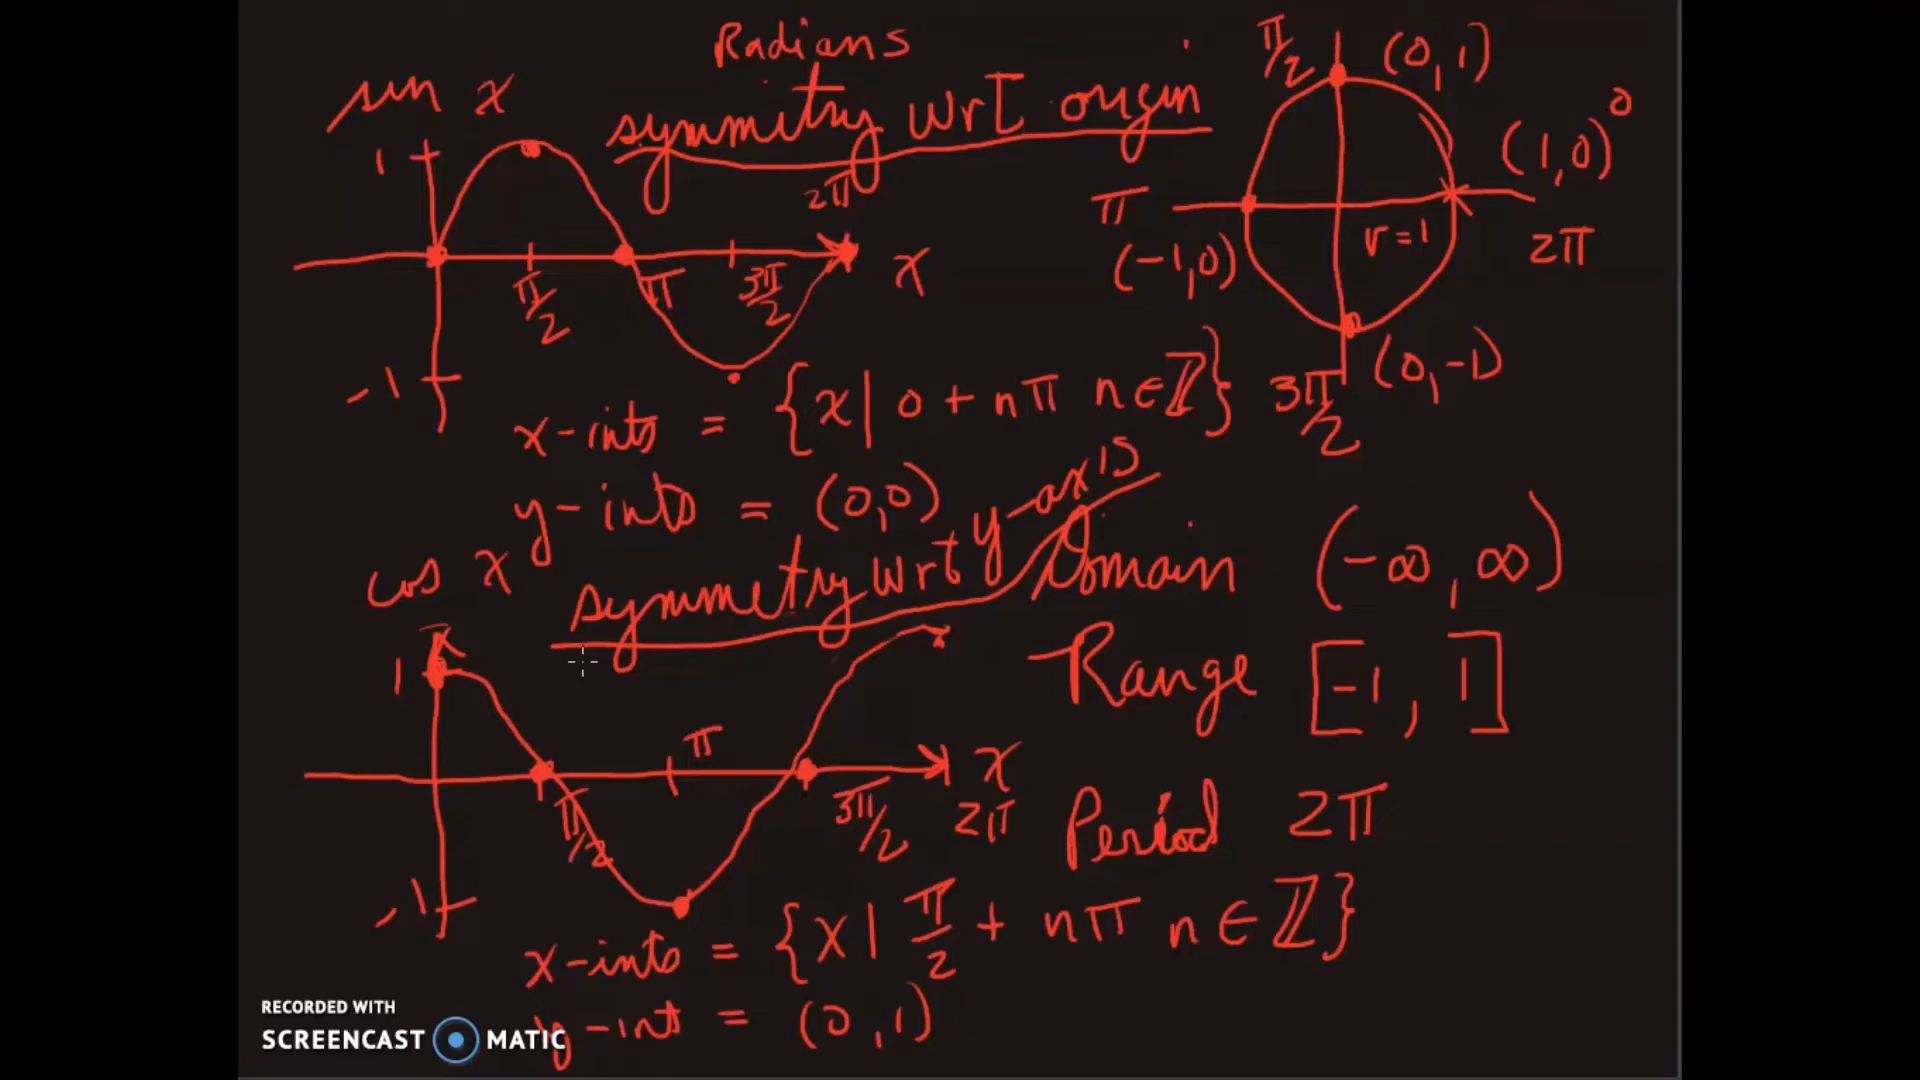 Radians
sin x
symmetry wrt origin
π/2
(0,1)
0
(1,0)
1
2π
π
r=1
2π
(-1,0)
x
π/2
π
3π/2
-1
(0,-1)
3π/2
x-ints = {x| 0 + nπ n∈ℤ}
y-ints = (0,0)
cos x
symmetry wrt y-axis
Domain (-∞,∞)
1
Range [-1, 1]
π
x
π/2
3π/2
2π
Period 2π
-1
x-ints = {x| π/2 + nπ n∈ℤ}
y-int = (0,1)
RECORDED WITH
SCREENCAST MATIC